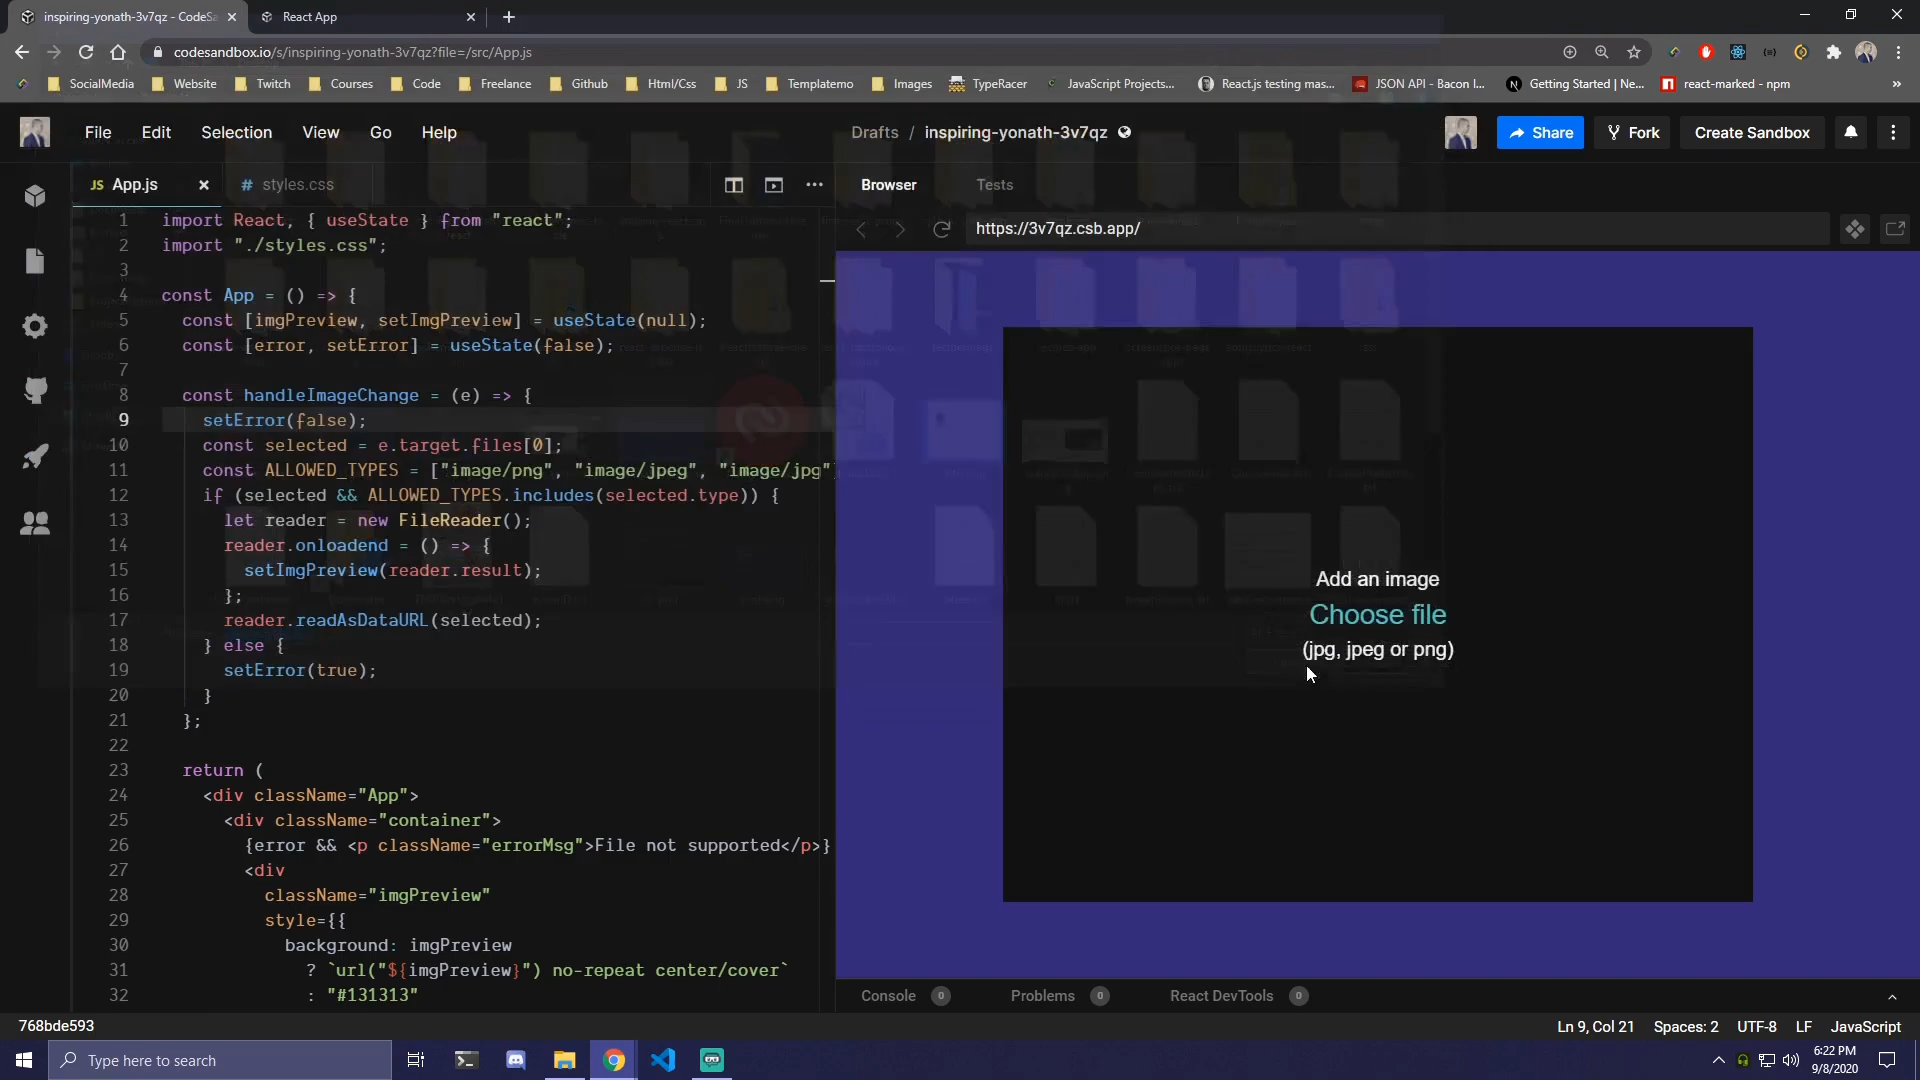 inspiring-yonath-3v7qz - CodeSa
React App
codesandbox.io/s/inspiring-yonath-3v7qz?file=/src/App.js
SocialMedia
Website
Twitch
Courses
Code
Freelance
Github
Html/Css
JS
Templatemo
Images
TypeRacer
JavaScript Projects...
React.js testing mas...
JSON API - Bacon I...
Getting Started | Ne...
react-marked - npm
»
File Edit Selection View Go Help
Drafts / inspiring-yonath-3v7qz
Share
Fork
Create Sandbox
JS App.js
# styles.css
Browser
Tests
https://3v7qz.csb.app/
1 import React, { useState } from "react";
2 import "./styles.css";
3
4 const App = () => {
5 const [imgPreview, setImgPreview] = useState(null);
6 const [error, setError] = useState(false);
7
8 const handleImageChange = (e) => {
9 setError(false);
10 const selected = e.target.files[0];
11 const ALLOWED_TYPES = ["image/png", "image/jpeg", "image/jpg"
12 if (selected && ALLOWED_TYPES.includes(selected.type)) {
13 let reader = new FileReader();
14 reader.onloadend = () => {
15 setImgPreview(reader.result);
16 };
17 reader.readAsDataURL(selected);
18 } else {
19 setError(true);
20 }
21 };
22
23 return (
24 <div className="App">
25 <div className="container">
26 {error && <p className="errorMsg">File not supported</p>}
27 <div
28 className="imgPreview"
29 style={{
30 background: imgPreview
31 ? `url("${imgPreview}") no-repeat center/cover`
32 : "#131313"
Add an image
Choose file
(jpg, jpeg or png)
Console 0
Problems 0
React DevTools 0
768bde593
Ln 9, Col 21 Spaces: 2 UTF-8 LF JavaScript
Type here to search
6:22 PM
9/8/2020